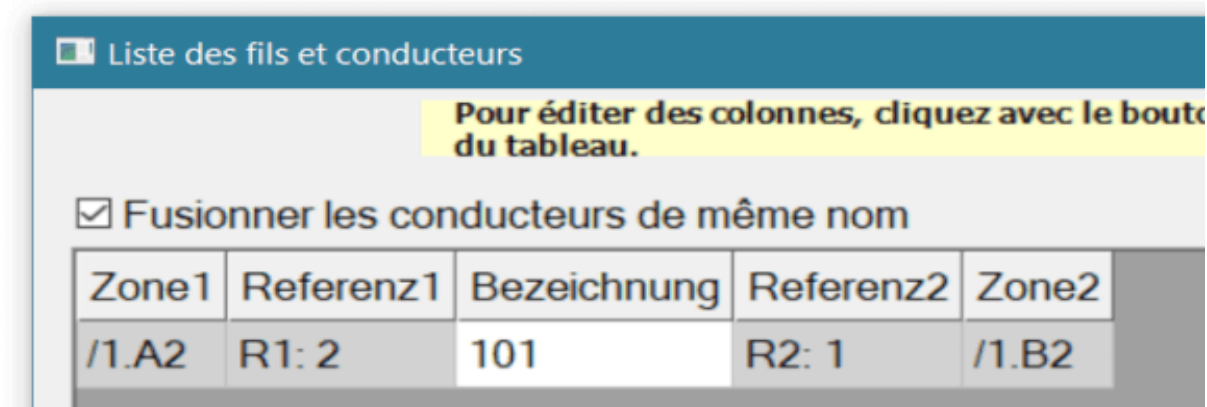 Liste des fils et conducteurs
Pour éditer des colonnes, cliquez avec le bouto
du tableau.
Fusionner les conducteurs de même nom
Zone1 Referenz1 Bezeichnung Referenz2 Zone2
/1.A2 R1: 2 101 R2: 1 /1.B2